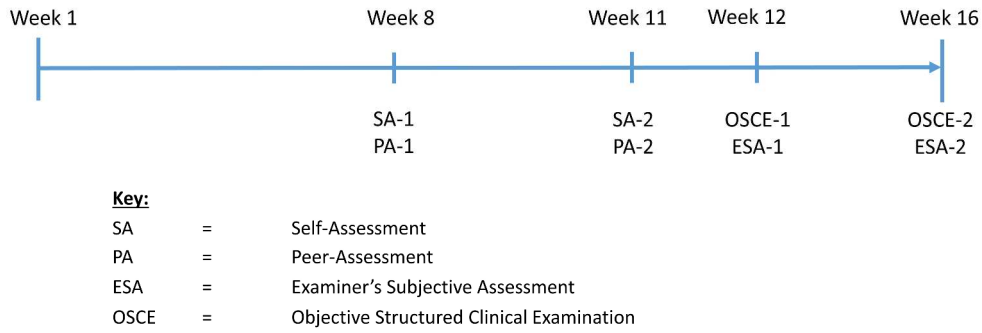 Week 1 Week 8 Week 11 Week 12 Week 16
SA-1 SA-2 OSCE-1 OSCE-2
PA-1 PA-2 ESA-1 ESA-2
Key:
SA = Self-Assessment
PA = Peer-Assessment
ESA = Examiner’s Subjective Assessment
OSCE = Objective Structured Clinical Examination